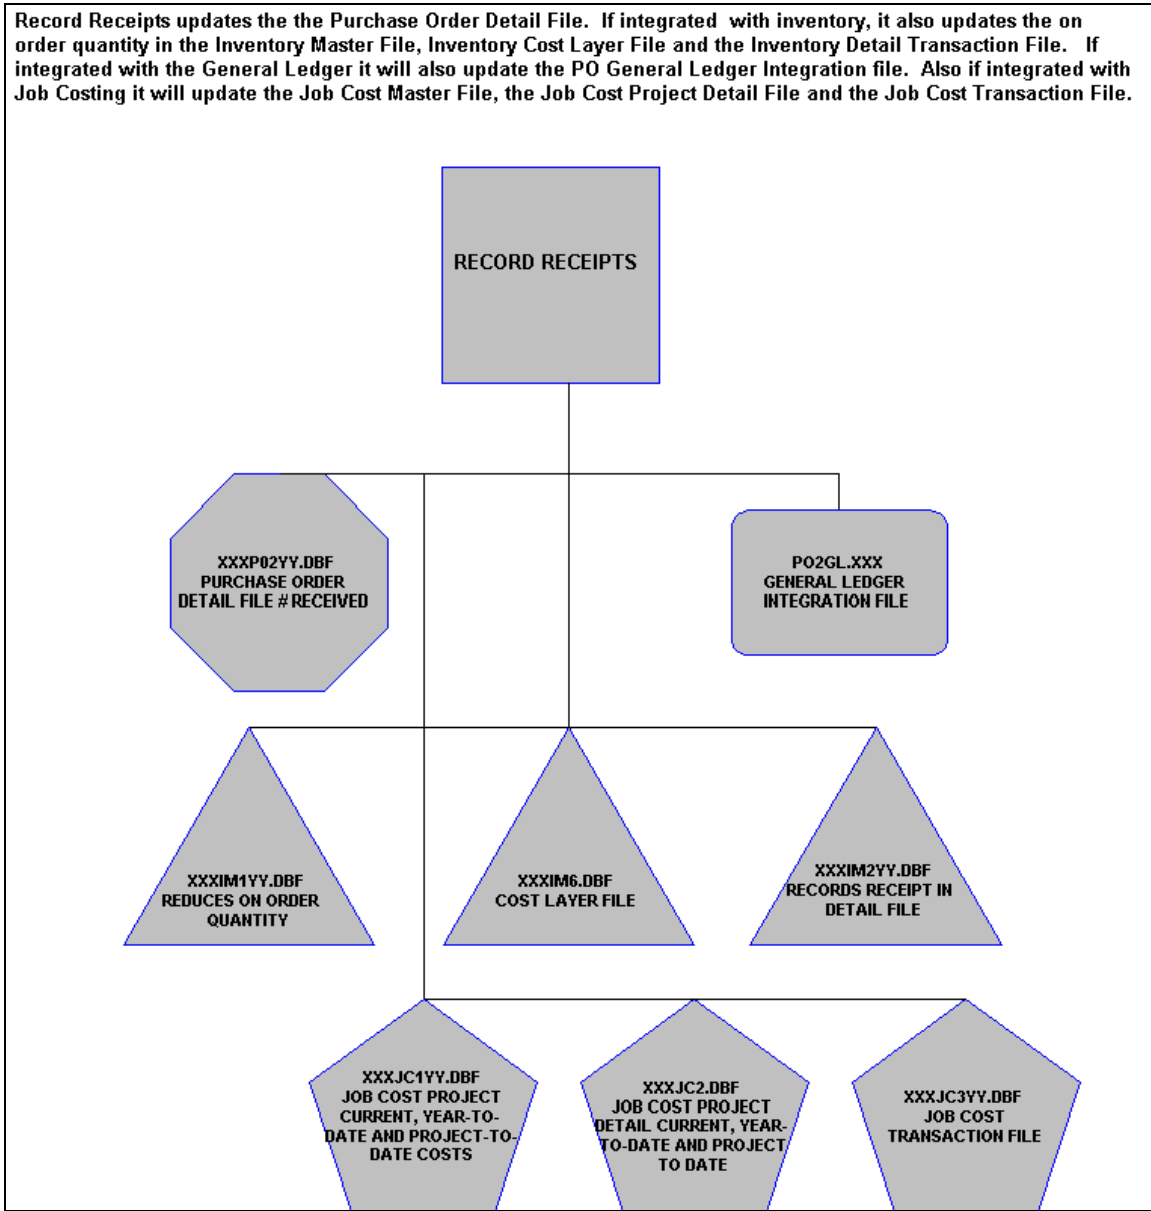 Record Receipts updates the the Purchase Order Detail File.  If integrated  with inventory, it also updates the on
order quantity in the Inventory Master File, Inventory Cost Layer File and the Inventory Detail Transaction File.   If
integrated with the General Ledger it will also update the PO General Ledger Integration file.  Also if integrated with
Job Costing it will update the Job Cost Master File, the Job Cost Project Detail File and the Job Cost Transaction File.
RECORD RECEIPTS
XXXP02YY.DBF
PURCHASE ORDER
DETAIL FILE # RECEIVED
PO2GL.XXX
GENERAL LEDGER
INTEGRATION FILE
XXXIM1YY.DBF
REDUCES ON ORDER
QUANTITY
XXXIM6.DBF
COST LAYER FILE
XXXIM2YY.DBF
RECORDS RECEIPT IN
DETAIL FILE
XXXJC1YY.DBF
JOB COST PROJECT
CURRENT, YEAR-TO-
DATE AND PROJECT-TO-
DATE COSTS
XXXJC2.DBF
JOB COST PROJECT
DETAIL CURRENT, YEAR-
TO-DATE AND PROJECT
TO DATE
XXXJC3YY.DBF
JOB COST
TRANSACTION FILE